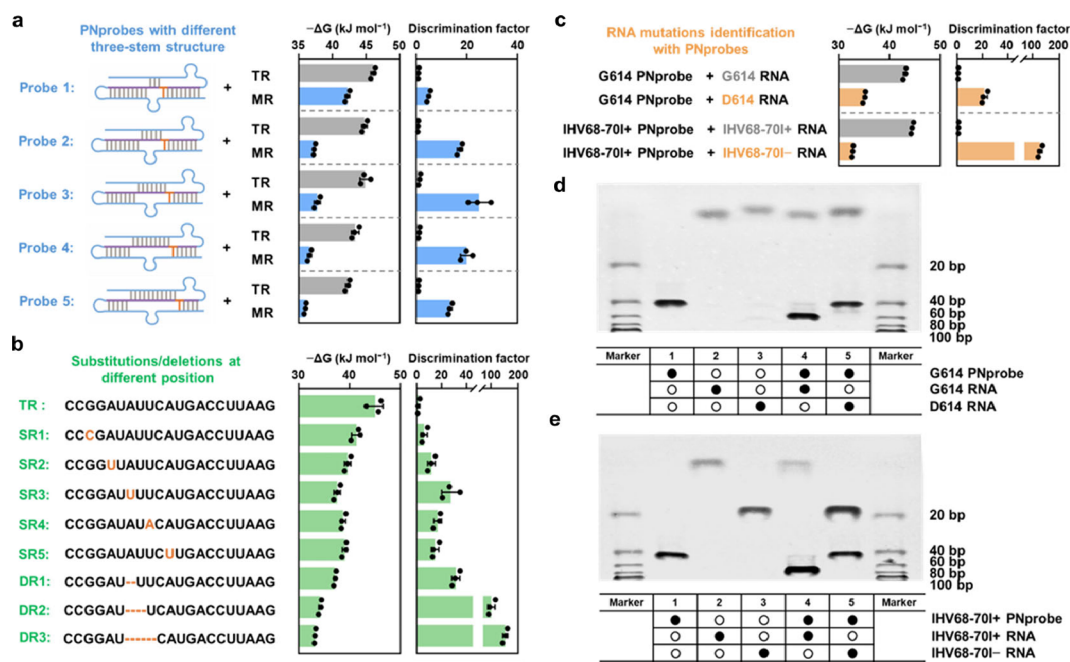 a
PNprobes with different
three-stem structure
−ΔG (kJ mol⁻¹)
Discrimination factor
35 40 45 50
0 20 40
Probe 1: + TR
MR
Probe 2: + TR
MR
Probe 3: + TR
MR
Probe 4: + TR
MR
Probe 5: + TR
MR
b
Substitutions/deletions at
different position
−ΔG (kJ mol⁻¹)
Discrimination factor
30 40 50
0 20 40 100 120
TR : CCGGAUAUUCAUGACCUUAAG
SR1: CCCGAUAUUCAUGACCUUAAG
SR2: CCGGUUAUUCAUGACCUUAAG
SR3: CCGGAUUUUCAUGACCUUAAG
SR4: CCGGAUAUACAUGACCUUAAG
SR5: CCGGAUAUUCUUGACCUUAAG
DR1: CCGGAU--UUCAUGACCUUAAG
DR2: CCGGAU----UCAUGACCUUAAG
DR3: CCGGAU------CAUGACCUUAAG
c
RNA mutations identification
with PNprobes
−ΔG (kJ mol⁻¹)
Discrimination factor
30 40 50
0 20 40 100 200
G614 PNprobe + G614 RNA
G614 PNprobe + D614 RNA
IHV68-70I+ PNprobe + IHV68-70I+ RNA
IHV68-70I+ PNprobe + IHV68-70I− RNA
d
20 bp
40 bp
60 bp
80 bp
100 bp
Marker 1 2 3 4 5 Marker
G614 PNprobe
G614 RNA
D614 RNA
e
20 bp
40 bp
60 bp
80 bp
100 bp
Marker 1 2 3 4 5 Marker
IHV68-70I+ PNprobe
IHV68-70I+ RNA
IHV68-70I− RNA